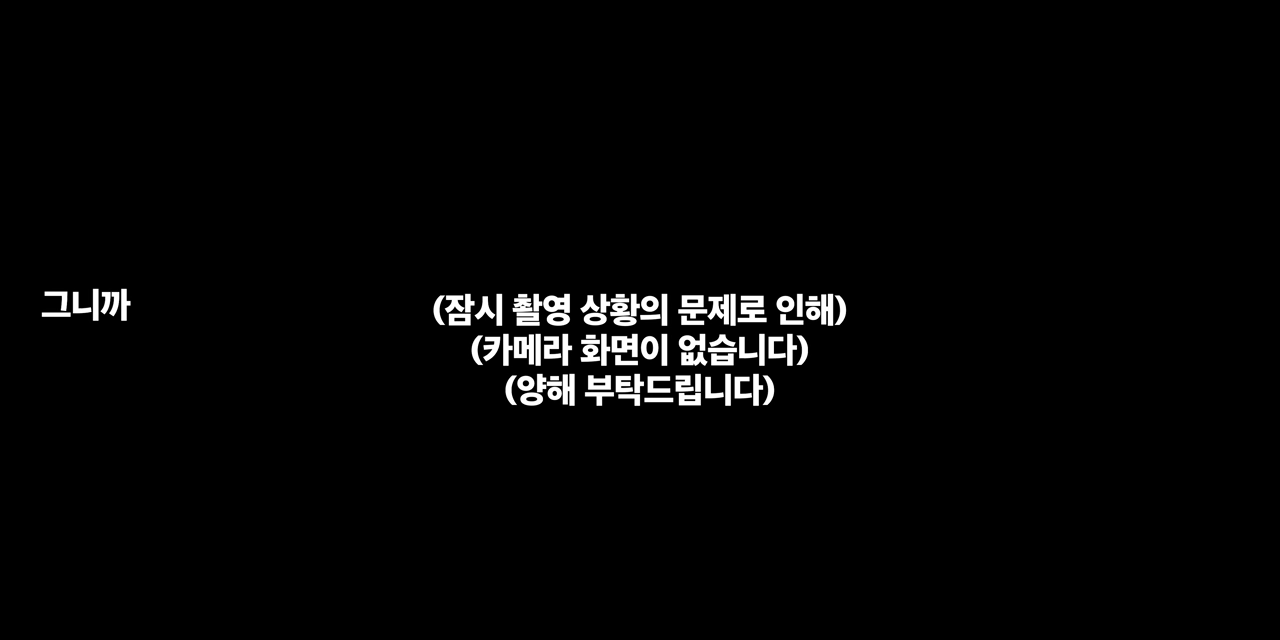 그니까
(잠시 촬영 상황의 문제로 인해)
(카메라 화면이 없습니다)
(양해 부탁드립니다)